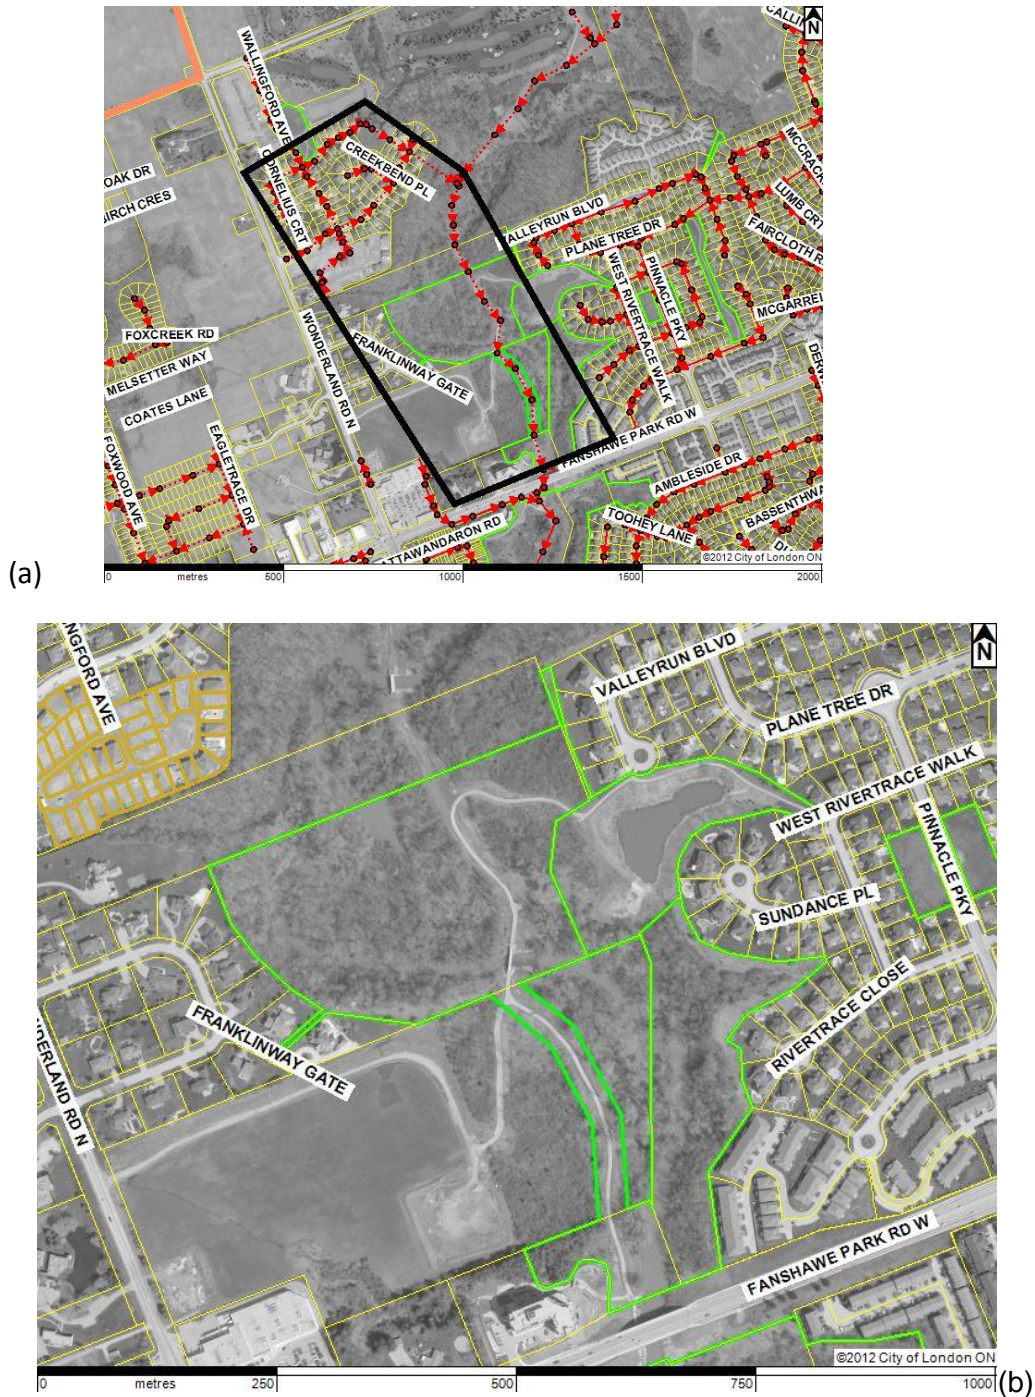 CALLIN
N
WALLINGFORD AVE
MCCRACK
OAK DR
CORNELIUS CRT
CREEKBEND PL
BIRCH CRES
LUMB CRT
VALLEYRUN BLVD
PLANE TREE DR
FAIRCLOTH R
WEST RIVERTRACE WALK
PINNACLE PKY
MCGARREL
FOXCREEK RD
WONDERLAND RD N
FRANKLINWAY GATE
MELSETTER WAY
COATES LANE
FANSHAWE PARK RD W
EAGLETRACE DR
FOXWOOD AVE
AMBLESIDE DR
BASSENTHWA
TOOHEY LANE
ATTAWANDARON RD
©2012 City of London ON
(a)
0 metres 500 1000 1500 2000
NGFORD AVE
N
VALLEYRUN BLVD
PLANE TREE DR
WEST RIVERTRACE WALK
PINNACLE PKY
SUNDANCE PL
RIVERTRACE CLOSE
FRANKLINWAY GATE
NDERLAND RD N
FANSHAWE PARK RD W
©2012 City of London ON
0 metres 250 500 750 1000
(b)